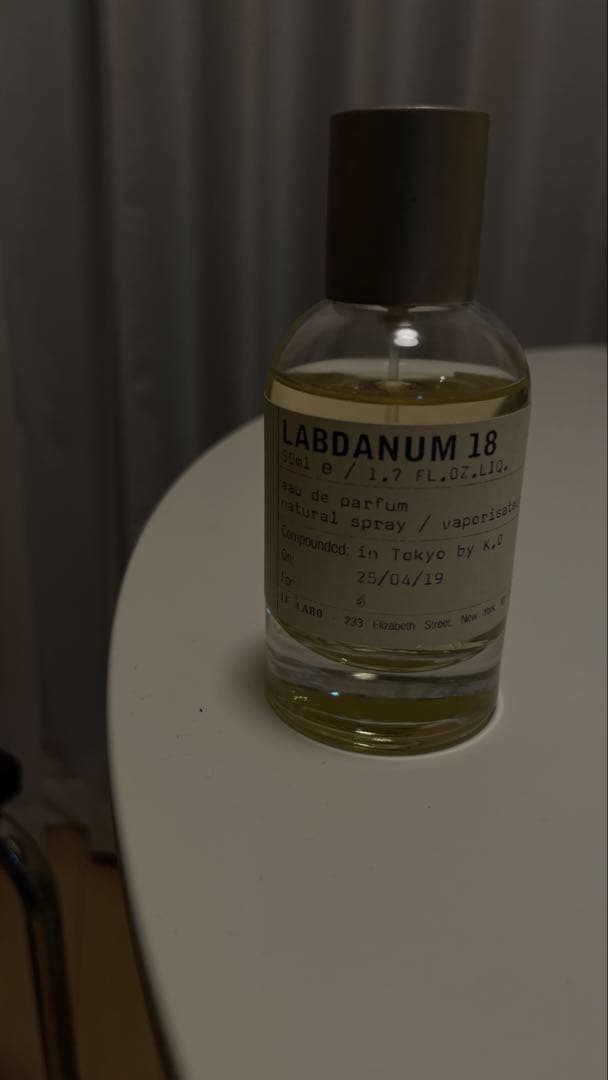 LABDANUM 18
50ml e / 1.7 FL.OZ.LIQ.
eau de parfum
natural spray / vaporisateu
Compounded: in Tokyo by K.O
On: 25/04/19
For:
LE LABO - 233 Elizabeth Street, New York,